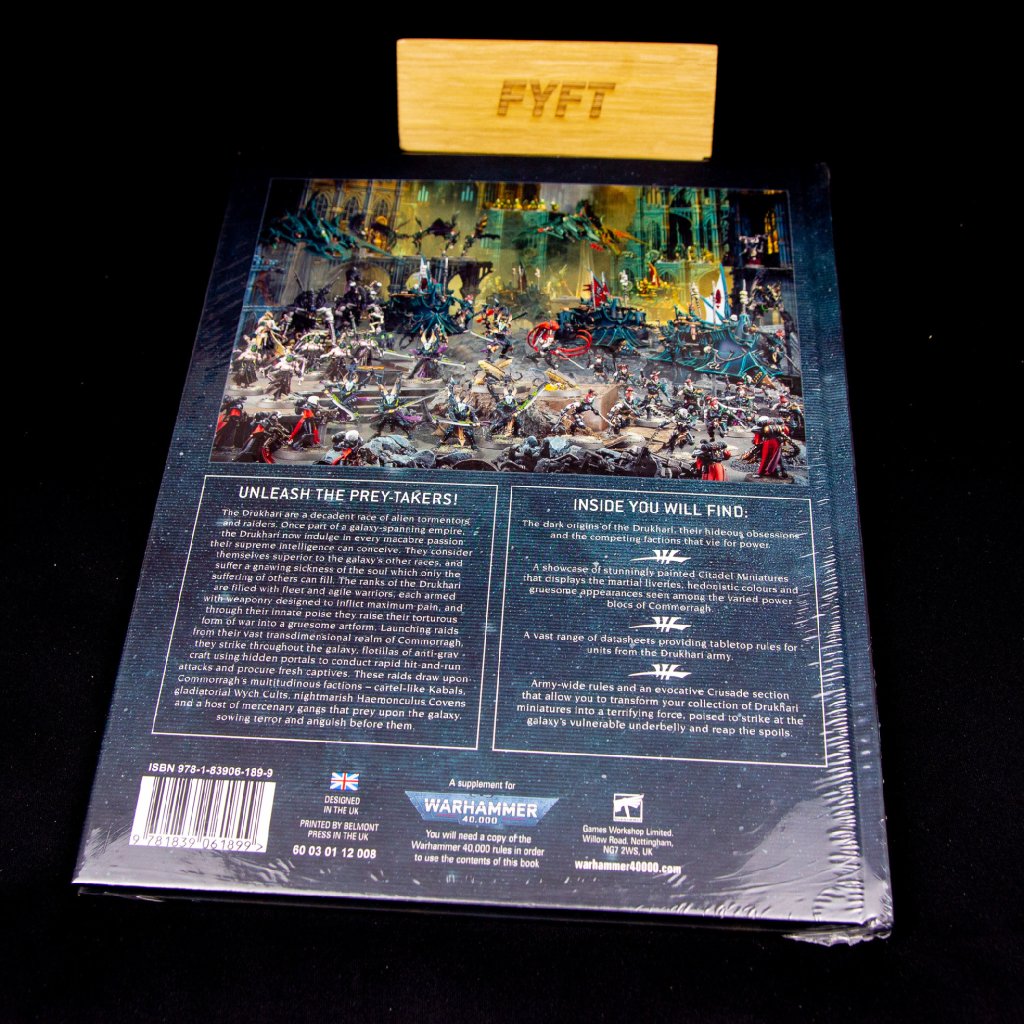 FYFT
UNLEASH THE PREY-TAKERS!
The Drukhari are a decadent race of alien tormentors
and raiders. Once part of a galaxy-spanning empire,
the Drukhari now indulge in every macabre passion
their supreme intelligence can conceive. They consider
themselves superior to the galaxy's other races, and
suffer a gnawing sickness of the soul which only the
suffering of others can fill. The ranks of the Drukhari
are filled with fleet and agile warriors, each armed
with weaponry designed to inflict maximum pain, and
through their innate poise they raise their torturous
form of war into a gruesome artform. Launching raids
from their vast transdimensional realm of Commorragh,
they strike throughout the galaxy, flotillas of anti-grav
craft using hidden portals to conduct rapid hit-and-run
attacks and procure fresh captives. These raids draw upon
Commorragh's multitudinous factions – cartel-like Kabals,
gladiatorial Wych Cults, nightmarish Haemonculus Covens
and a host of mercenary gangs that prey upon the galaxy,
sowing terror and anguish before them.
INSIDE YOU WILL FIND:
The dark origins of the Drukhari, their hideous obsessions
and the competing factions that vie for power.
A showcase of stunningly painted Citadel Miniatures
that displays the martial liveries, hedonistic colours and
gruesome appearances seen among the varied power
blocs of Commorragh.
A vast range of datasheets providing tabletop rules for
units from the Drukhari army.
Army-wide rules and an evocative Crusade section
that allow you to transform your collection of Drukhari
miniatures into a terrifying force, poised to strike at the
galaxy's vulnerable underbelly and reap the spoils.
ISBN 978-1-83906-189-9
9 781839 061899 >
DESIGNED
IN THE UK
PRINTED BY BELMONT
PRESS IN THE UK
60 03 01 12 008
A supplement for
WARHAMMER
40,000
You will need a copy of the
Warhammer 40,000 rules in order
to use the contents of this book
Games Workshop Limited.
Willow Road, Nottingham,
NG7 2WS, UK
warhammer40000.com